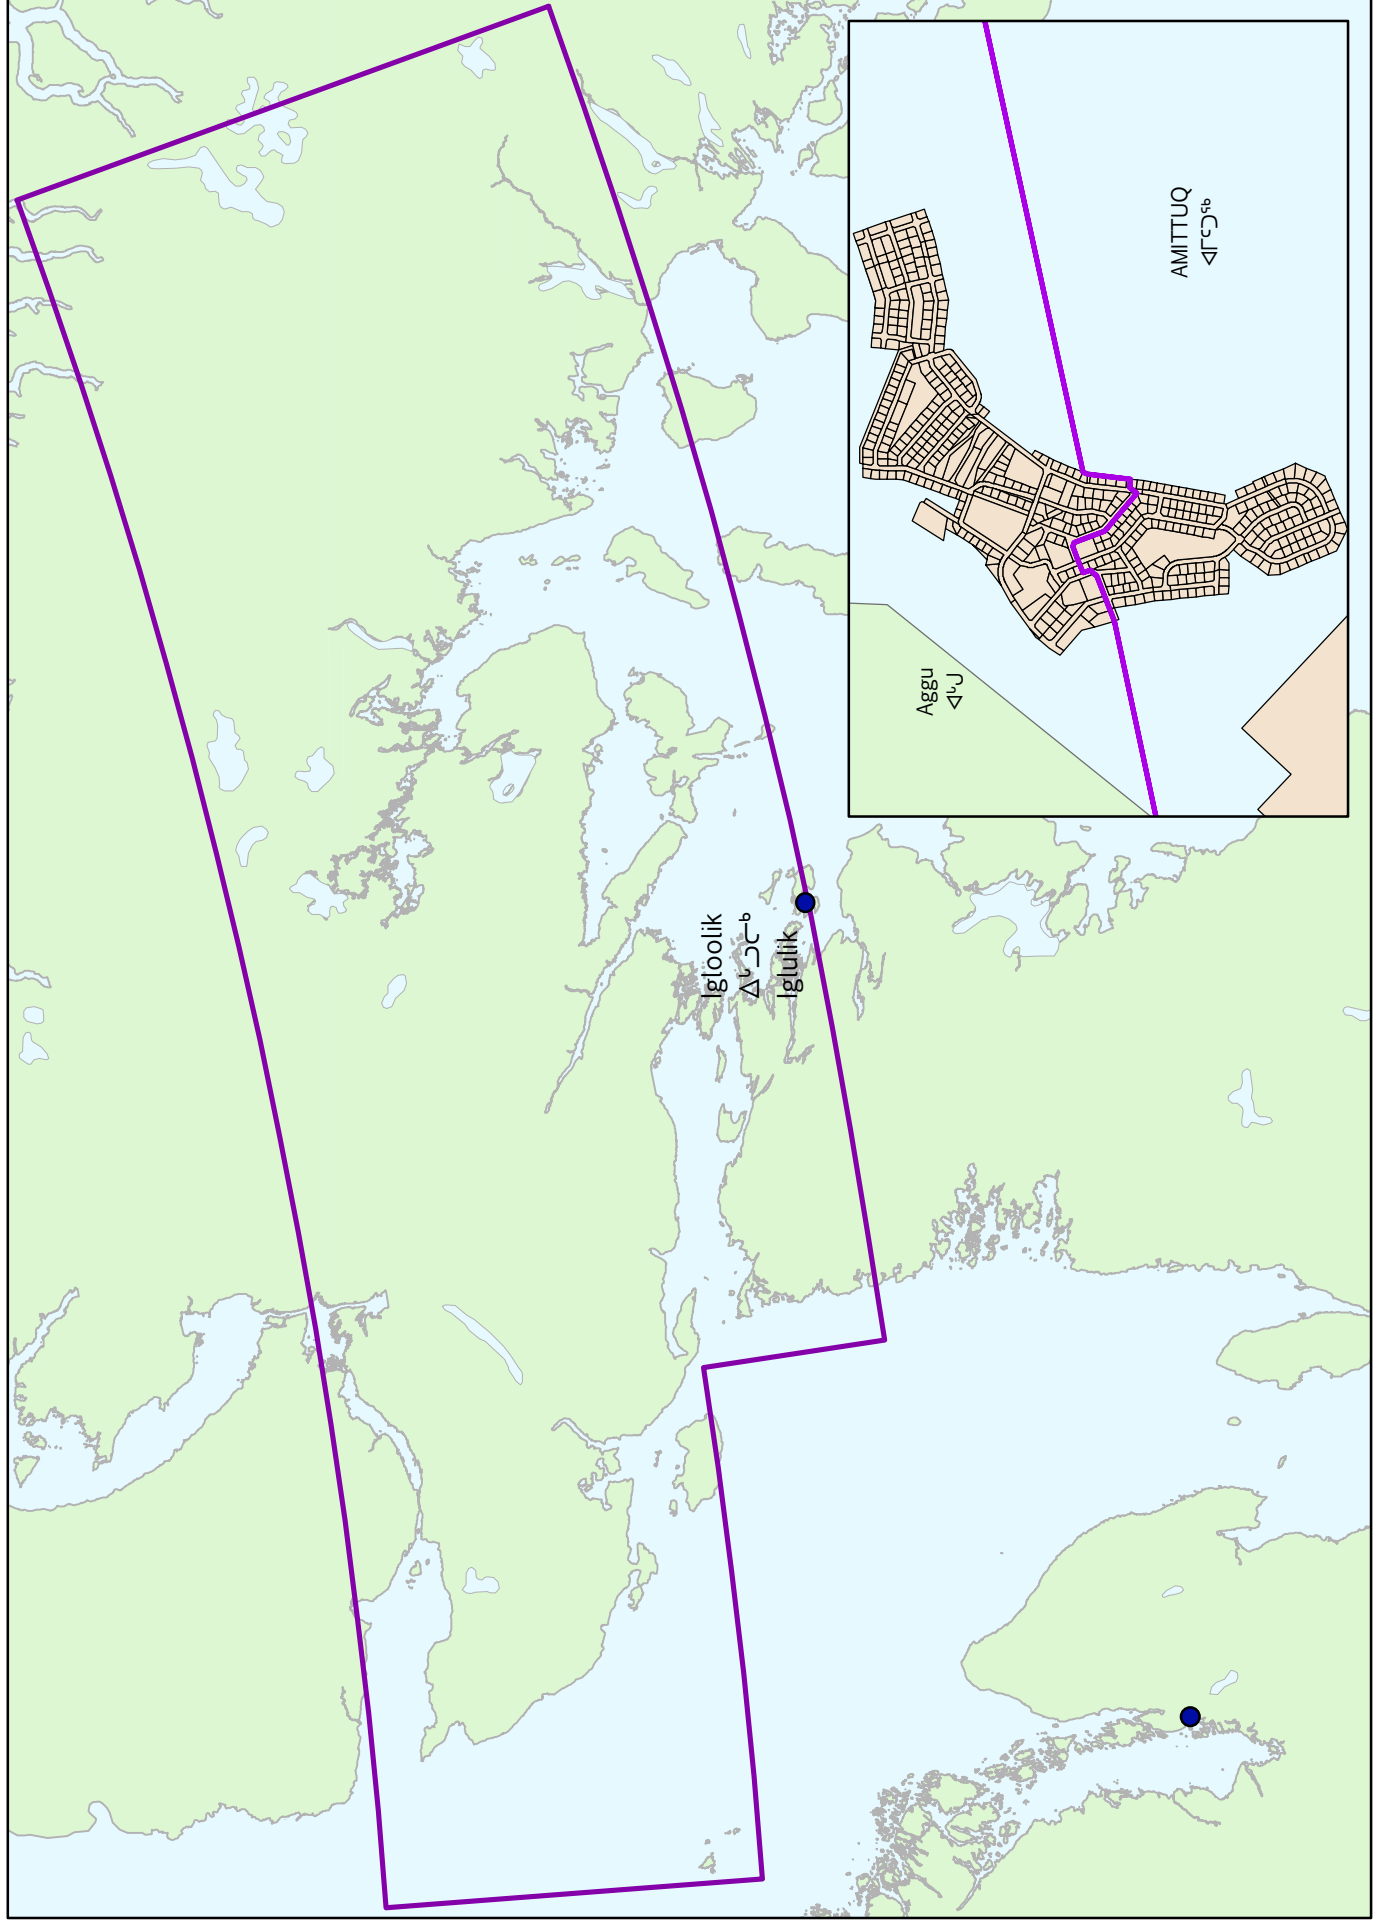 Igloolik
ᐃᒡᓗᓕᒃ
Iglulik
Aggu
ᐊᒡᒍ
AMITTUQ
ᐊᒥᑦᑐᖅ